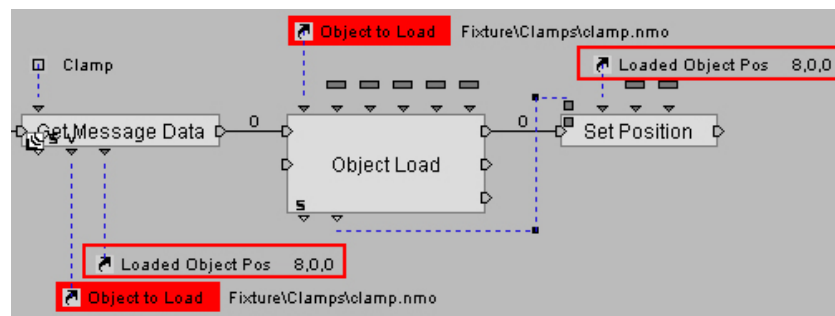 Object to Load Fixture\Clamps\clamp.nmo
Clamp
Loaded Object Pos 8,0,0
Get Message Data 0
Object Load
0 Set Position
S V
S
Loaded Object Pos 8,0,0
Object to Load Fixture\Clamps\clamp.nmo